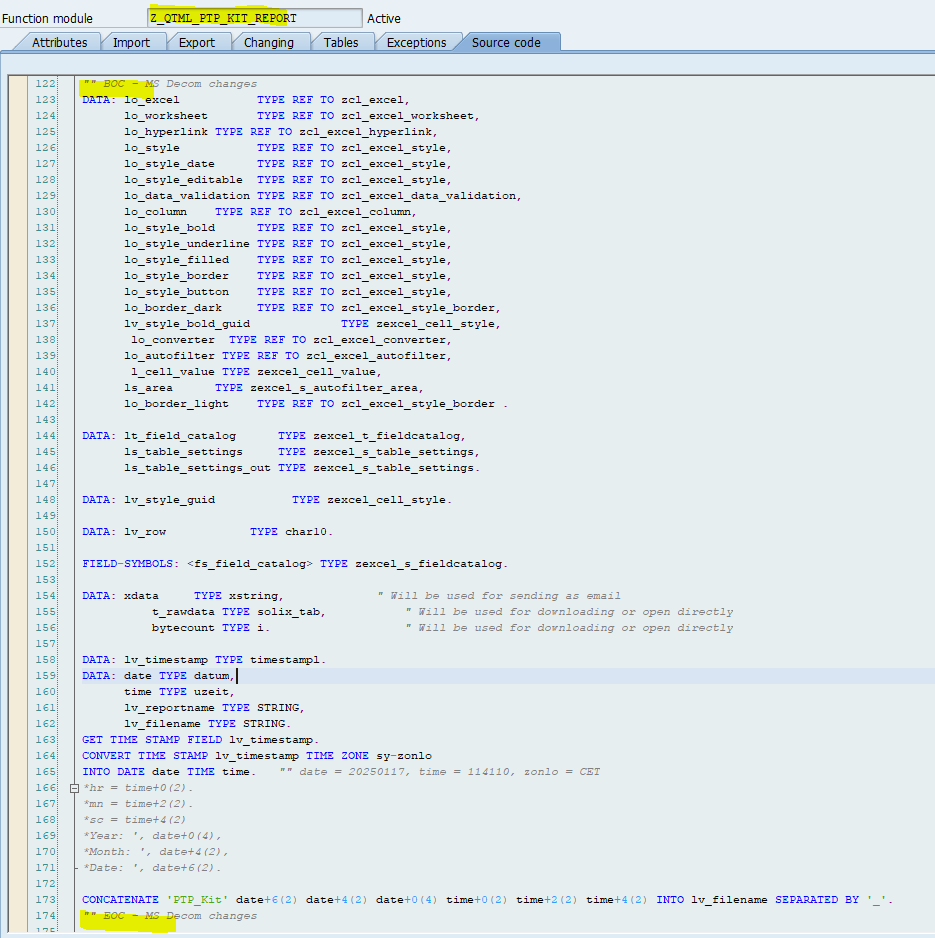 Function module Z_QTML_PTP_KIT_REPORT Active
Attributes Import Export Changing Tables Exceptions Source code
122 "" BOC - MS Decom changes
123 DATA: lo_excel TYPE REF TO zcl_excel,
124 lo_worksheet TYPE REF TO zcl_excel_worksheet,
125 lo_hyperlink TYPE REF TO zcl_excel_hyperlink,
126 lo_style TYPE REF TO zcl_excel_style,
127 lo_style_date TYPE REF TO zcl_excel_style,
128 lo_style_editable TYPE REF TO zcl_excel_style,
129 lo_data_validation TYPE REF TO zcl_excel_data_validation,
130 lo_column TYPE REF TO zcl_excel_column,
131 lo_style_bold TYPE REF TO zcl_excel_style,
132 lo_style_underline TYPE REF TO zcl_excel_style,
133 lo_style_filled TYPE REF TO zcl_excel_style,
134 lo_style_border TYPE REF TO zcl_excel_style,
135 lo_style_button TYPE REF TO zcl_excel_style,
136 lo_border_dark TYPE REF TO zcl_excel_style_border,
137 lv_style_bold_guid TYPE zexcel_cell_style,
138 lo_converter TYPE REF TO zcl_excel_converter,
139 lo_autofilter TYPE REF TO zcl_excel_autofilter,
140 l_cell_value TYPE zexcel_cell_value,
141 ls_area TYPE zexcel_s_autofilter_area,
142 lo_border_light TYPE REF TO zcl_excel_style_border .
143
144 DATA: lt_field_catalog TYPE zexcel_t_fieldcatalog,
145 ls_table_settings TYPE zexcel_s_table_settings,
146 ls_table_settings_out TYPE zexcel_s_table_settings.
147
148 DATA: lv_style_guid TYPE zexcel_cell_style.
149
150 DATA: lv_row TYPE char10.
151
152 FIELD-SYMBOLS: <fs_field_catalog> TYPE zexcel_s_fieldcatalog.
153
154 DATA: xdata TYPE xstring, " Will be used for sending as email
155 t_rawdata TYPE solix_tab, " Will be used for downloading or open directly
156 bytecount TYPE i. " Will be used for downloading or open directly
157
158 DATA: lv_timestamp TYPE timestampl.
159 DATA: date TYPE datum,
160 time TYPE uzeit,
161 lv_reportname TYPE STRING,
162 lv_filename TYPE STRING.
163 GET TIME STAMP FIELD lv_timestamp.
164 CONVERT TIME STAMP lv_timestamp TIME ZONE sy-zonlo
165 INTO DATE date TIME time. "" date = 20250117, time = 114110, zonlo = CET
166 *hr = time+0(2).
167 *mn = time+2(2).
168 *sc = time+4(2)
169 *Year: ', date+0(4),
170 *Month: ', date+4(2),
171 *Date: ', date+6(2).
172
173 CONCATENATE 'PTP_Kit' date+6(2) date+4(2) date+0(4) time+0(2) time+2(2) time+4(2) INTO lv_filename SEPARATED BY '_'.
174 "" EOC - MS Decom changes
175